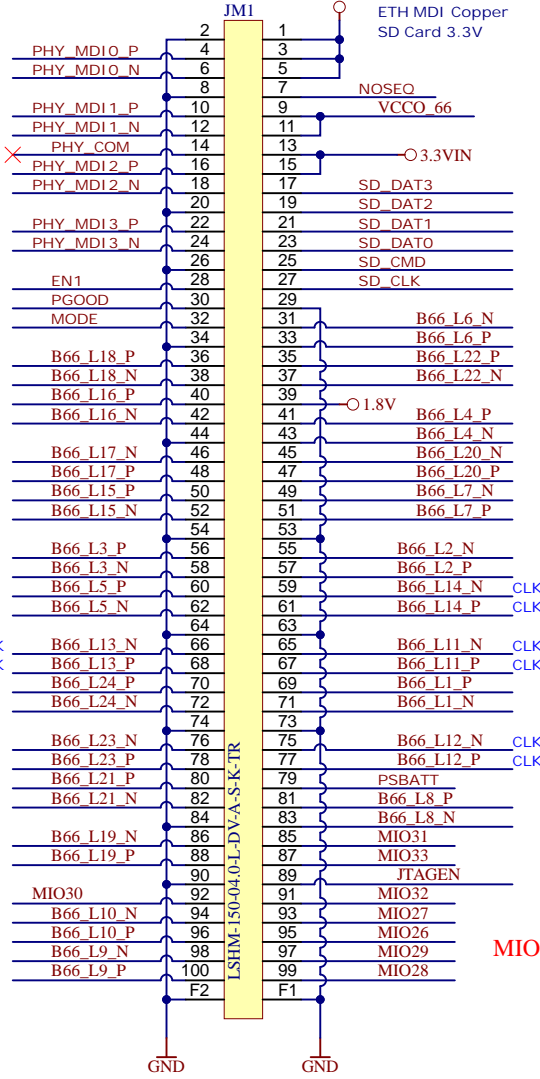 JM1
ETH MDI Copper
SD Card 3.3V
2 1
PHY_MDI0_P 4 3
PHY_MDI0_N 6 5
8 7 NOSEQ
PHY_MDI1_P 10 9 VCCO_66
PHY_MDI1_N 12 11
PHY_COM 14 13 3.3VIN
PHY_MDI2_P 16 15
PHY_MDI2_N 18 17 SD_DAT3
20 19 SD_DAT2
PHY_MDI3_P 22 21 SD_DAT1
PHY_MDI3_N 24 23 SD_DAT0
26 25 SD_CMD
EN1 28 27 SD_CLK
PGOOD 30 29
MODE 32 31 B66_L6_N
34 33 B66_L6_P
B66_L18_P 36 35 B66_L22_P
B66_L18_N 38 37 B66_L22_N
B66_L16_P 40 39 1.8V
B66_L16_N 42 41 B66_L4_P
44 43 B66_L4_N
B66_L17_N 46 45 B66_L20_N
B66_L17_P 48 47 B66_L20_P
B66_L15_P 50 49 B66_L7_N
B66_L15_N 52 51 B66_L7_P
54 53
B66_L3_P 56 55 B66_L2_N
B66_L3_N 58 57 B66_L2_P
B66_L5_P 60 59 B66_L14_N CLK
B66_L5_N 62 61 B66_L14_P CLK
64 63
B66_L13_N 66 65 B66_L11_N CLK
B66_L13_P 68 67 B66_L11_P CLK
B66_L24_P 70 69 B66_L1_P
B66_L24_N 72 71 B66_L1_N
74 73
B66_L23_N 76 75 B66_L12_N CLK
B66_L23_P 78 77 B66_L12_P CLK
B66_L21_P 80 79 PSBATT
B66_L21_N 82 81 B66_L8_P
84 83 B66_L8_N
B66_L19_N 86 85 MIO31
B66_L19_P 88 87 MIO33
90 89 JTAGEN
MIO30 92 91 MIO32
B66_L10_N 94 93 MIO27
B66_L10_P 96 95 MIO26
B66_L9_N 98 97 MIO29
B66_L9_P 100 99 MIO28
F2 F1
LSHM-150-04.0-L-DV-A-S-K-TR
MIO
GND GND